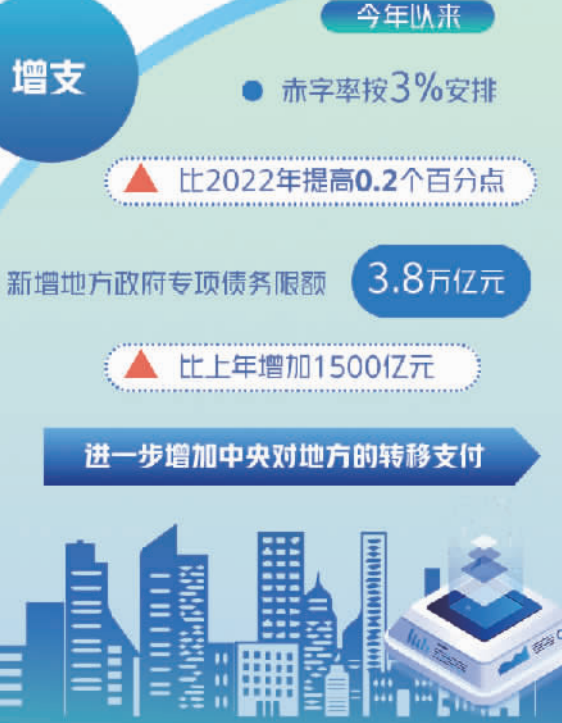 今年以来
增支
赤字率按3%安排
比2022年提高0.2个百分点
新增地方政府专项债务限额 3.8万亿元
比上年增加1500亿元
进一步增加中央对地方的转移支付